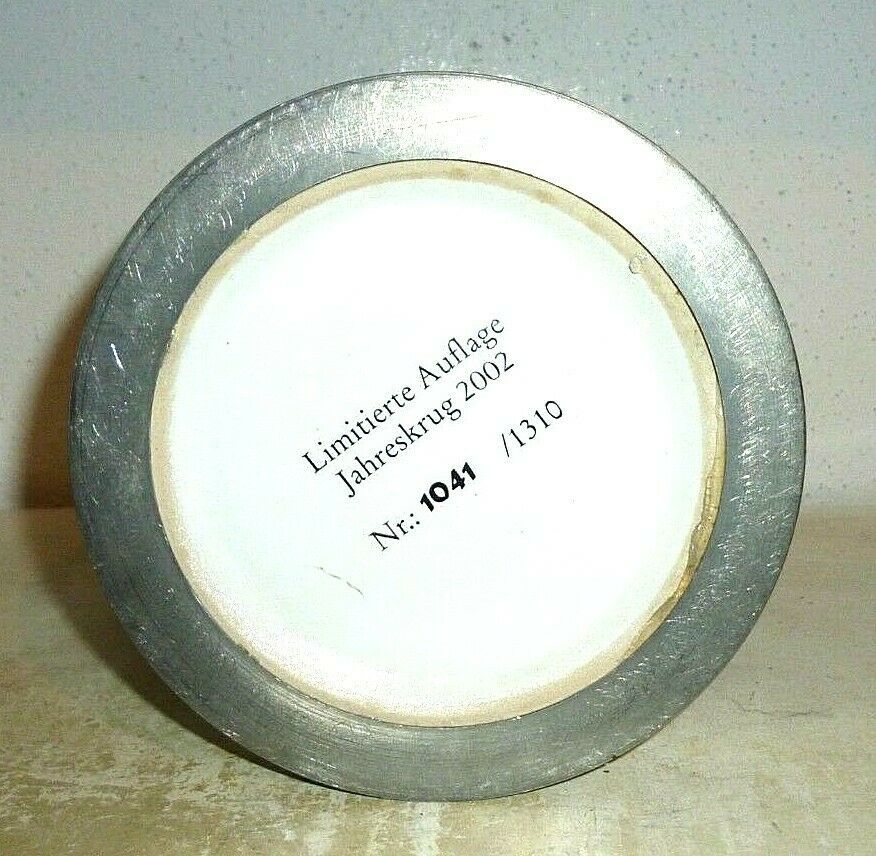 Limitierte Auflage
Jahreskrug 2002
Nr.: 1041 /1310